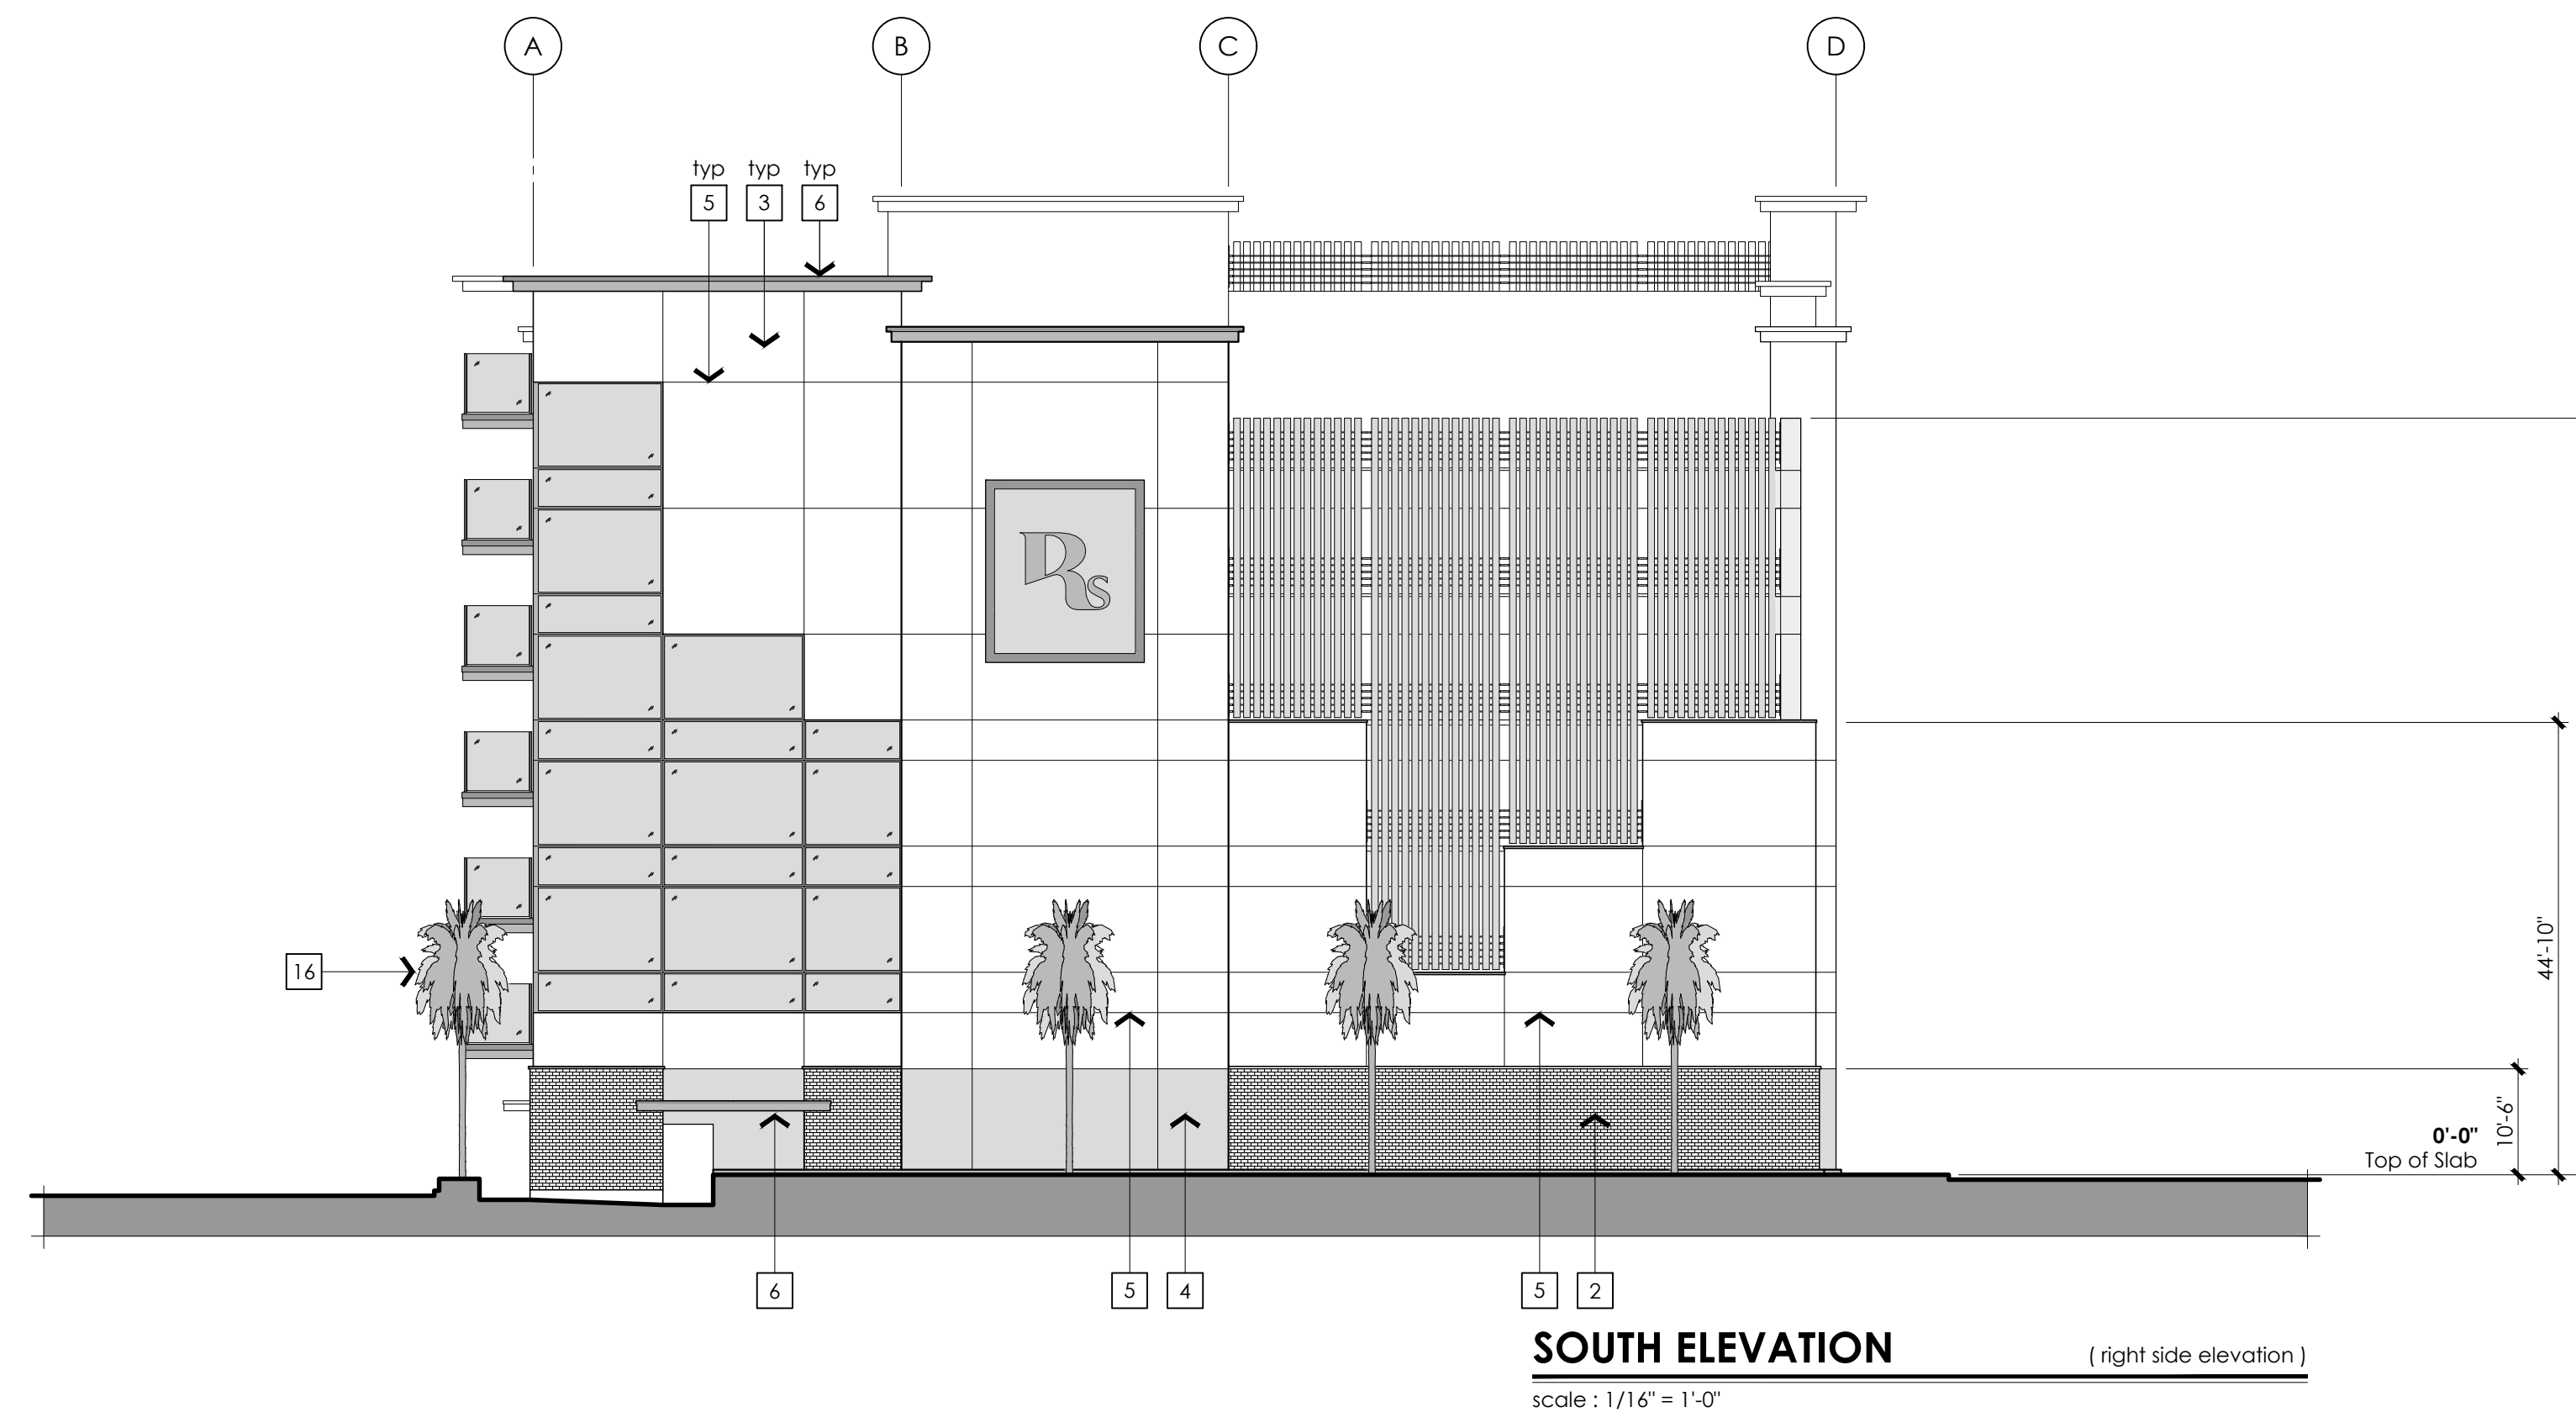 A B C D
typ typ typ
5 3 6
DRS
16
44'-10"
10'-6"
0'-0"
Top of Slab
6 5 4 5 2
SOUTH ELEVATION
( right side elevation )
scale : 1/16" = 1'-0"